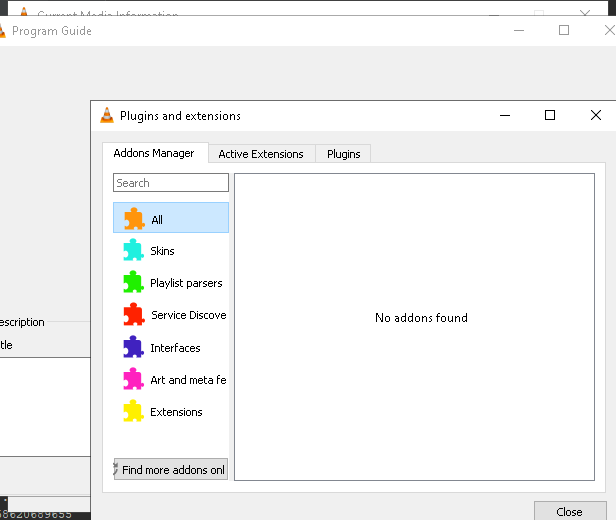 Current Media Information
Program Guide
Plugins and extensions
Addons Manager
Active Extensions
Plugins
Search
All
Skins
Playlist parsers
Service Discove
Interfaces
Art and meta fe
Extensions
No addons found
Find more addons onl
Close
escription
tle
58620689655